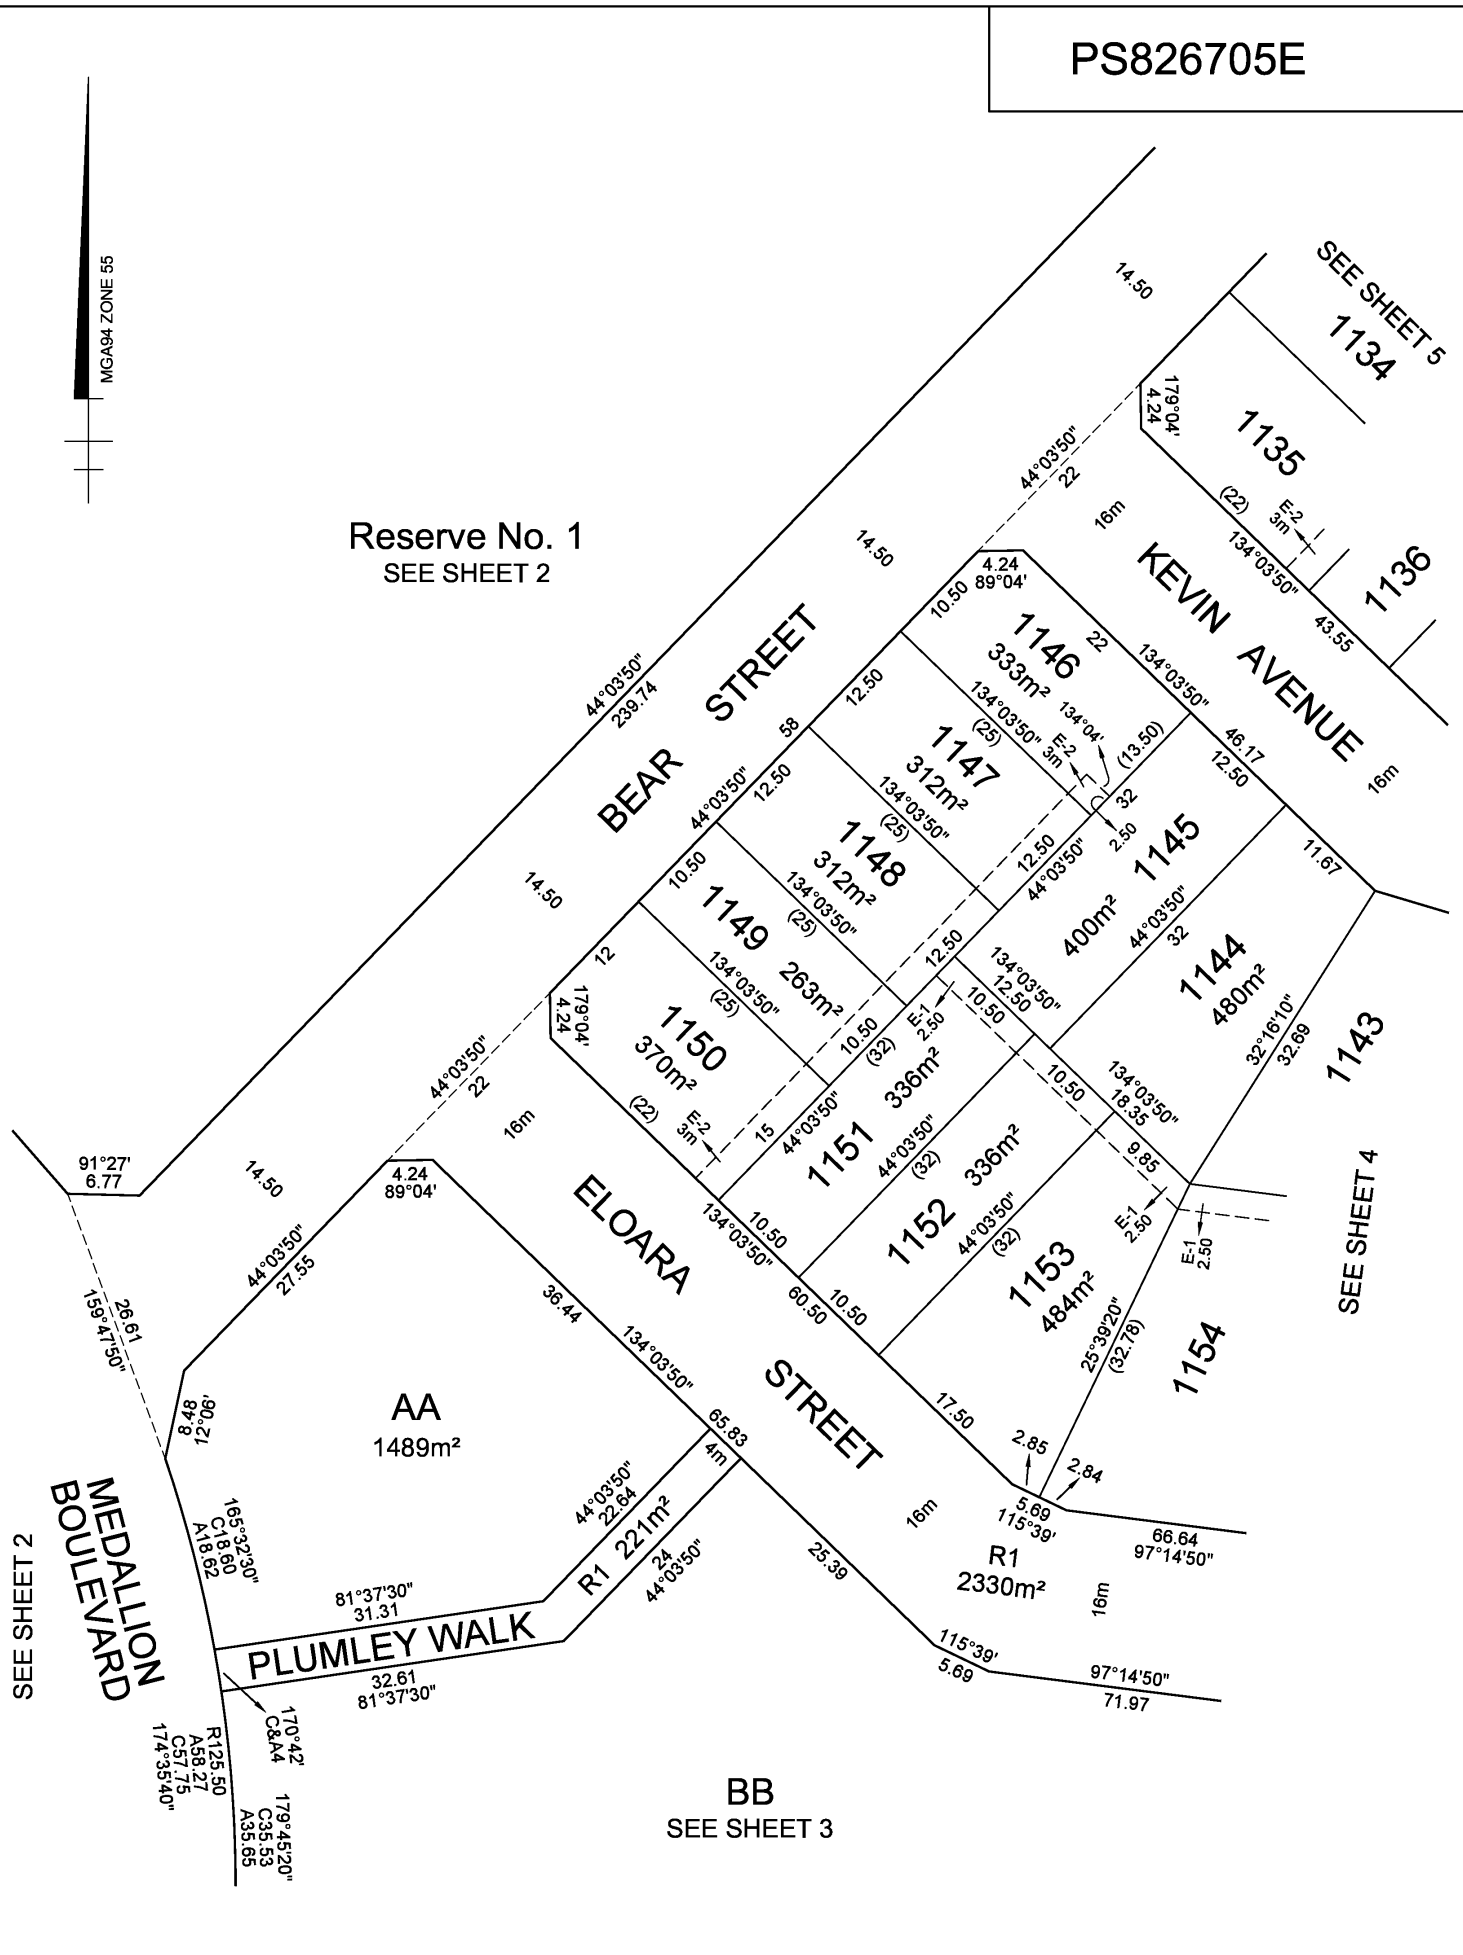 PS826705E
MGA94 ZONE 55
SEE SHEET 5
1134
14.50
179°04'
4.24
1135
44°03'50"
22
(22)
E-2
3m
16m
134°03'50"
1136
43.55
KEVIN AVENUE
Reserve No. 1
SEE SHEET 2
14.50
4.24
89°04'
10.50
1146
333m²
22
134°03'50"
44°03'50"
239.74
BEAR STREET
134°03'50"
(25)
134°04'
E-2
3m
(13.50)
46.17
12.50
16m
12.50
58
1147
312m²
134°03'50"
(25)
32
2.50
12.50
44°03'50"
44°03'50"
12.50
1148
312m²
134°03'50"
(25)
1145
400m²
11.67
44°03'50"
32
14.50
10.50
1149
263m²
12.50
134°03'50"
12.50
1144
480m²
134°03'50"
(25)
12
179°04'
4.24
1150
370m²
E-1
2.50
10.50
10.50
(32)
32°16'10"
32.69
1143
44°03'50"
22
16m
(22)
E-2
3m
15
44°03'50"
1151
336m²
10.50
134°03'50"
18.35
44°03'50"
(32)
9.85
91°27'
6.77
14.50
4.24
89°04'
ELOARA STREET
134°03'50"
10.50
1152
336m²
44°03'50"
(32)
E-1
2.50
E-1
2.50
SEE SHEET 4
44°03'50"
27.55
36.44
60.50
10.50
1153
484m²
25°39'20"
(32.78)
1154
26.61
159°47'50"
134°03'50"
8.48
12°06'
AA
1489m²
65.83
4m
17.50
2.85
2.84
5.69
115°39'
66.64
97°14'50"
44°03'50"
22.64
R1 221m²
24
44°03'50"
16m
R1
2330m²
16m
MEDALLION
BOULEVARD
SEE SHEET 2
165°32'30"
C18.60
A18.62
81°37'30"
31.31
PLUMLEY WALK
32.61
81°37'30"
25.39
115°39'
5.69
97°14'50"
71.97
170°42'
C&A4
R125.50
A58.27
C57.75
174°35'40"
179°45'20"
C35.53
A35.65
BB
SEE SHEET 3